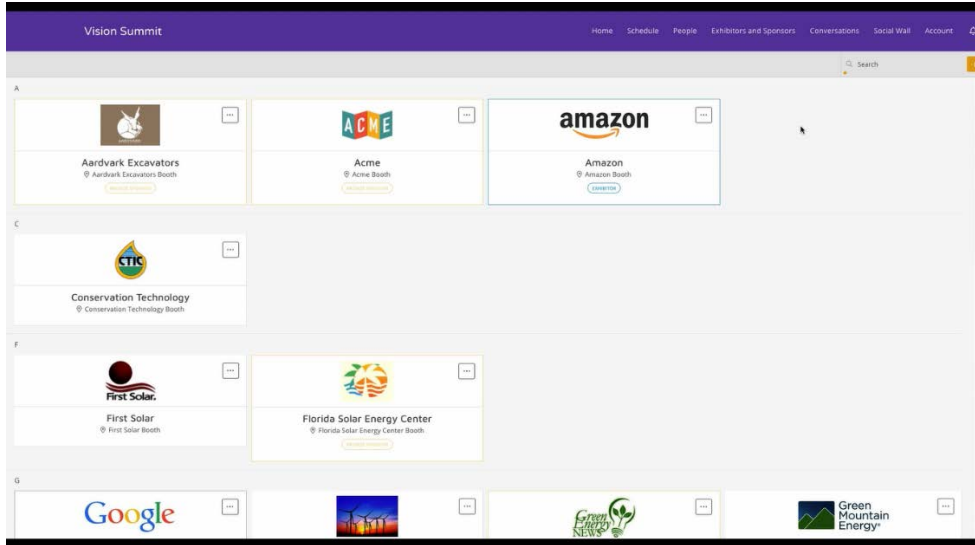 Vision Summit
Home Schedule People Exhibitors and Sponsors Conversations Social Wall Account
Search
A
ACME
amazon
Aardvark Excavators
Aardvark Excavators Booth
Acme
Acme Booth
Amazon
Amazon Booth
EXHIBITOR
C
CTIC
Conservation Technology
Conservation Technology Booth
F
First Solar.
First Solar
First Solar Booth
Florida Solar Energy Center
Florida Solar Energy Center Booth
G
Google
Green
Energy
NEWS
Green
Mountain
Energy